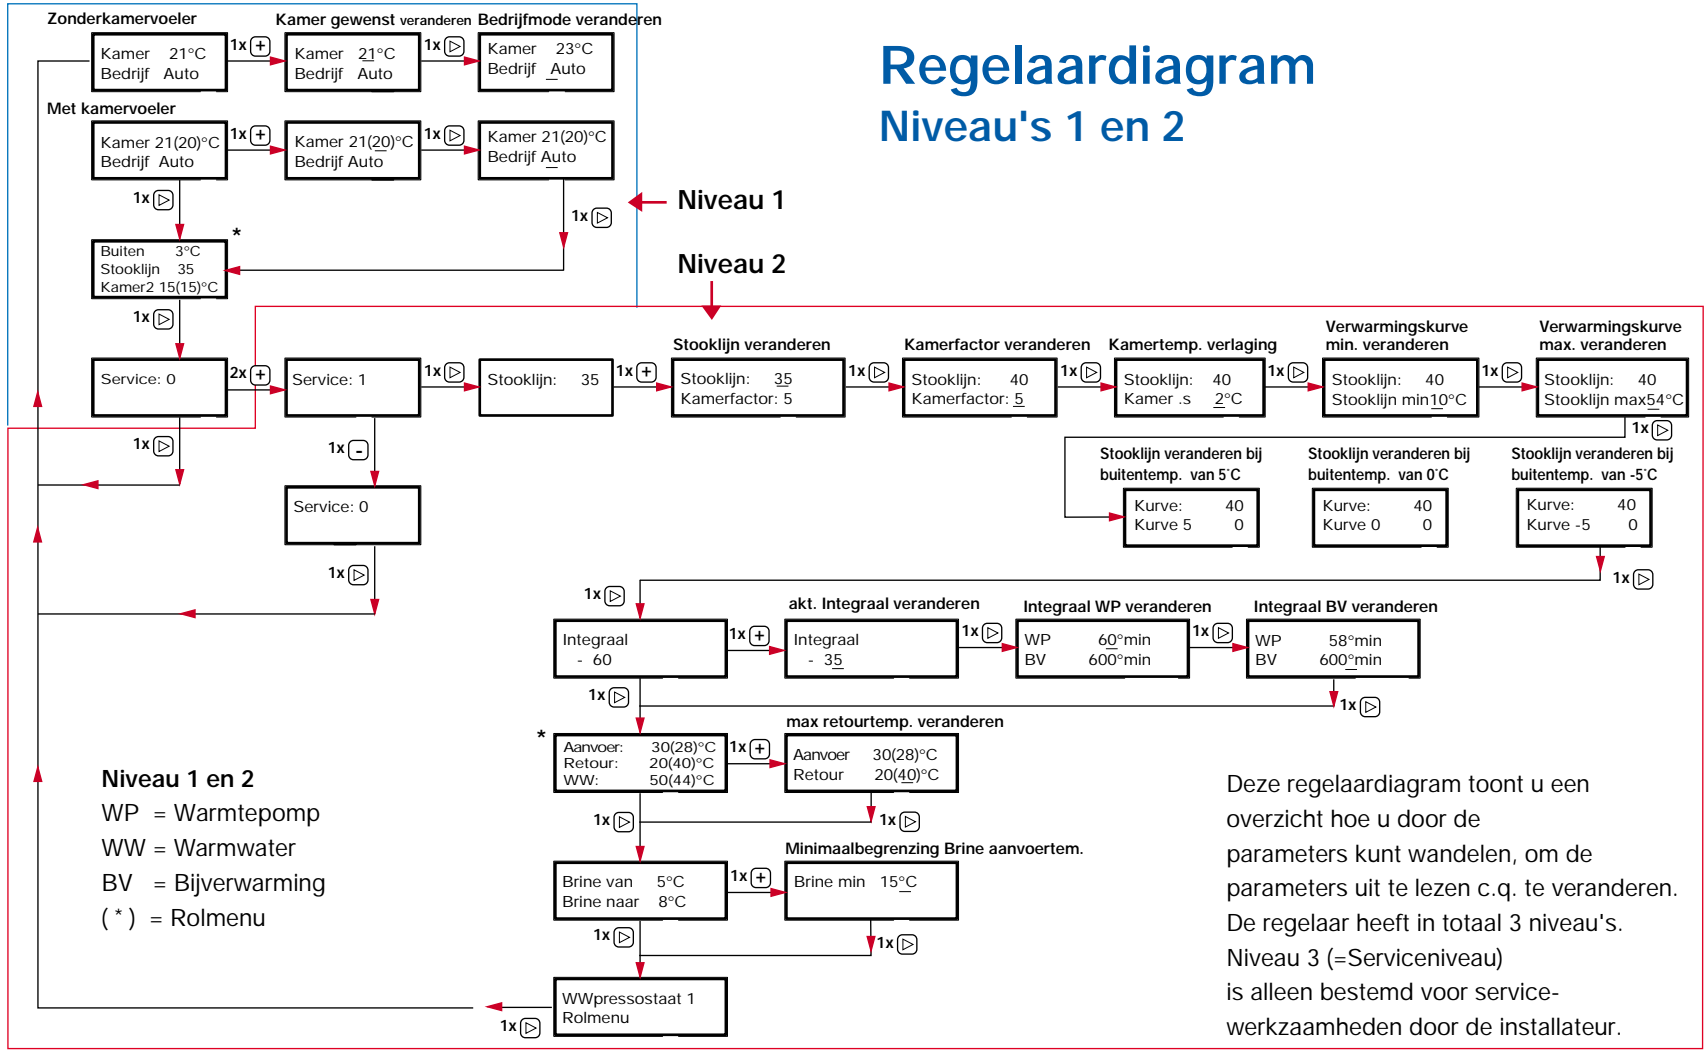 Regelaardiagram
Niveau's 1 en 2
Zonderkamervoeler
Kamer gewenst veranderen
Bedrijfmode veranderen
Kamer 21°C
Bedrijf Auto
1x +
Kamer 21°C
Bedrijf Auto
1x ▷
Kamer 23°C
Bedrijf Auto
Met kamervoeler
Kamer 21(20)°C
Bedrijf Auto
1x +
Kamer 21(20)°C
Bedrijf Auto
1x ▷
Kamer 21(20)°C
Bedrijf Auto
1x ▷
1x ▷
Niveau 1
*
Buiten 3°C
Stooklijn 35
Kamer2 15(15)°C
Niveau 2
1x ▷
Service: 0
2x +
Service: 1
1x ▷
Stooklijn: 35
1x +
Stooklijn veranderen
Stooklijn: 35
Kamerfactor: 5
1x ▷
Kamerfactor veranderen
Stooklijn: 40
Kamerfactor: 5
1x ▷
Kamertemp. verlaging
Stooklijn: 40
Kamer .s 2°C
1x ▷
Verwarmingskurve
min. veranderen
Stooklijn: 40
Stooklijn min10°C
1x ▷
Verwarmingskurve
max. veranderen
Stooklijn: 40
Stooklijn max54°C
1x ▷
1x ▷
1x -
Service: 0
1x ▷
Stooklijn veranderen bij
buitentemp. van 5°C
Kurve: 40
Kurve 5 0
Stooklijn veranderen bij
buitentemp. van 0°C
Kurve: 40
Kurve 0 0
Stooklijn veranderen bij
buitentemp. van -5°C
Kurve: 40
Kurve -5 0
1x ▷
1x ▷
Integraal
- 60
1x +
akt. Integraal veranderen
Integraal
- 35
1x ▷
Integraal WP veranderen
WP 60°min
BV 600°min
1x ▷
Integraal BV veranderen
WP 58°min
BV 600°min
1x ▷
1x ▷
*
Aanvoer: 30(28)°C
Retour: 20(40)°C
WW: 50(44)°C
1x +
max retourtemp. veranderen
Aanvoer 30(28)°C
Retour 20(40)°C
1x ▷
1x ▷
Brine van 5°C
Brine naar 8°C
1x +
Minimaalbegrenzing Brine aanvoertem.
Brine min 15°C
1x ▷
1x ▷
WWpressostaat 1
Rolmenu
1x ▷
Niveau 1 en 2
WP = Warmtepomp
WW = Warmwater
BV = Bijverwarming
( * ) = Rolmenu
Deze regelaardiagram toont u een
overzicht hoe u door de
parameters kunt wandelen, om de
parameters uit te lezen c.q. te veranderen.
De regelaar heeft in totaal 3 niveau's.
Niveau 3 (=Serviceniveau)
is alleen bestemd voor service-
werkzaamheden door de installateur.